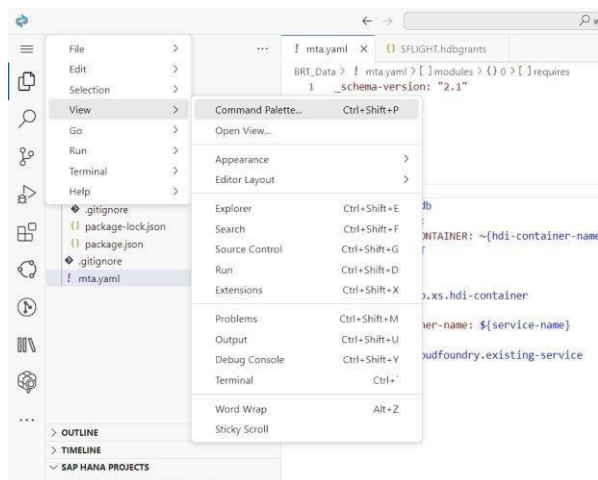 File
Edit
Selection
View
Go
Run
Terminal
Help
Command Palette... Ctrl+Shift+P
Open View...
Appearance
Editor Layout
Explorer Ctrl+Shift+E
Search Ctrl+Shift+F
Source Control Ctrl+Shift+G
Run Ctrl+Shift+D
Extensions Ctrl+Shift+X
Problems Ctrl+Shift+M
Output Ctrl+Shift+U
Debug Console Ctrl+Shift+Y
Terminal Ctrl+`
Word Wrap Alt+Z
Sticky Scroll
.gitignore
package-lock.json
package.json
.gitignore
mta.yaml
OUTLINE
TIMELINE
SAP HANA PROJECTS
! mta.yaml × {} SFLIGHT.hdbgrants
BRT_Data > ! mta.yaml > [ ] modules > {} 0 > [ ] requires
1 _schema-version: "2.1"
db
NTAINER: ~{hdi-container-name
.xs.hdi-container
er-name: ${service-name}
oudfoundry.existing-service